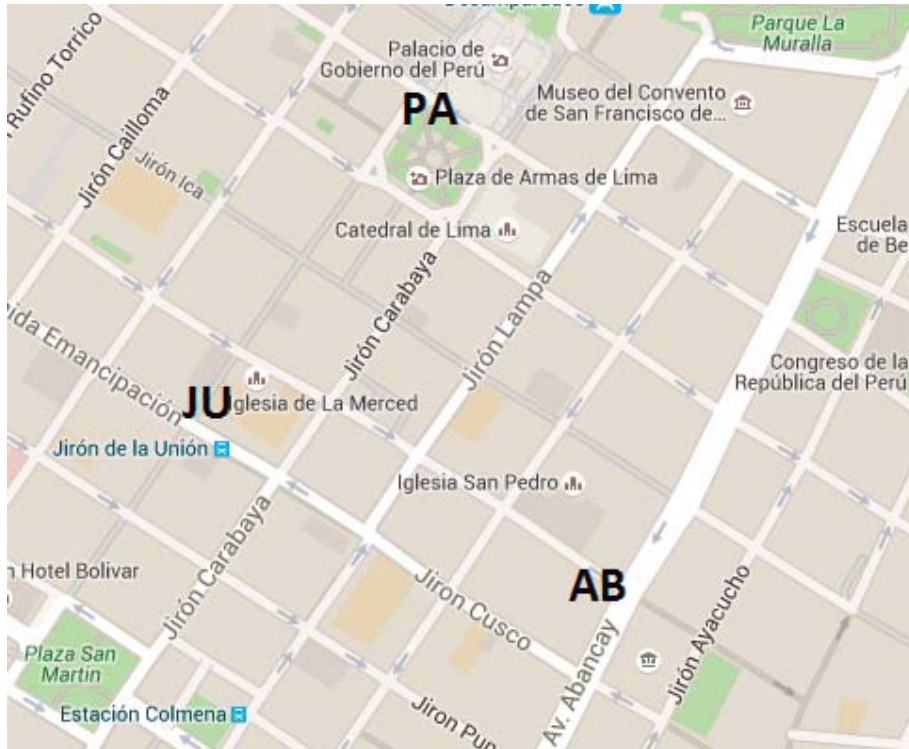 Parque La
Muralla
Palacio de
Gobierno del Perú
Museo del Convento
de San Francisco de...
Rufino Torrico
Jirón Cailloma
PA
Jirón Ica
Plaza de Armas de Lima
Catedral de Lima
Escuela
de Be
Jirón Carabaya
Jirón Lampa
Emancipación
Congreso de la
República del Perú
JU
glesia de La Merced
Jirón de la Unión
Iglesia San Pedro
Jirón Carabaya
Hotel Bolivar
Jiron Cusco
AB
Jirón Ayacucho
Av. Abancay
Plaza San
Martin
Estación Colmena
Jiron Pun